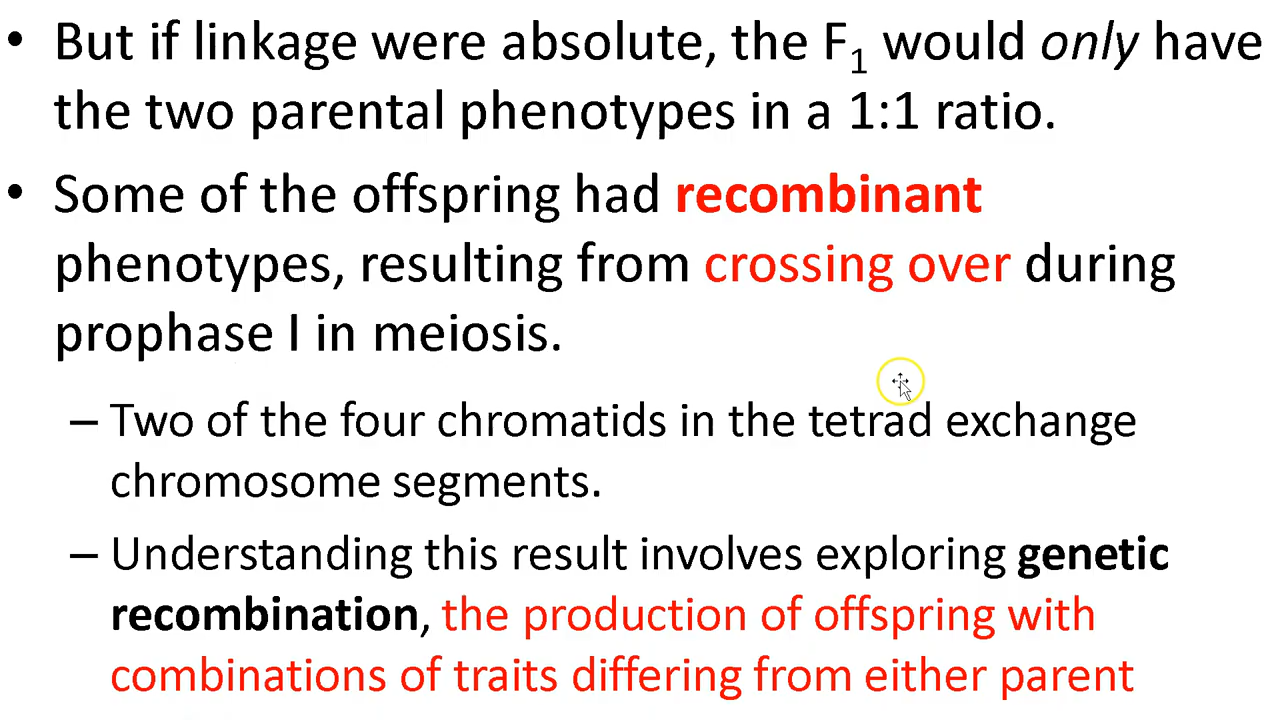 • But if linkage were absolute, the F₁ would only have
the two parental phenotypes in a 1:1 ratio.
• Some of the offspring had recombinant
phenotypes, resulting from crossing over during
prophase I in meiosis.
– Two of the four chromatids in the tetrad exchange
chromosome segments.
– Understanding this result involves exploring genetic
recombination, the production of offspring with
combinations of traits differing from either parent